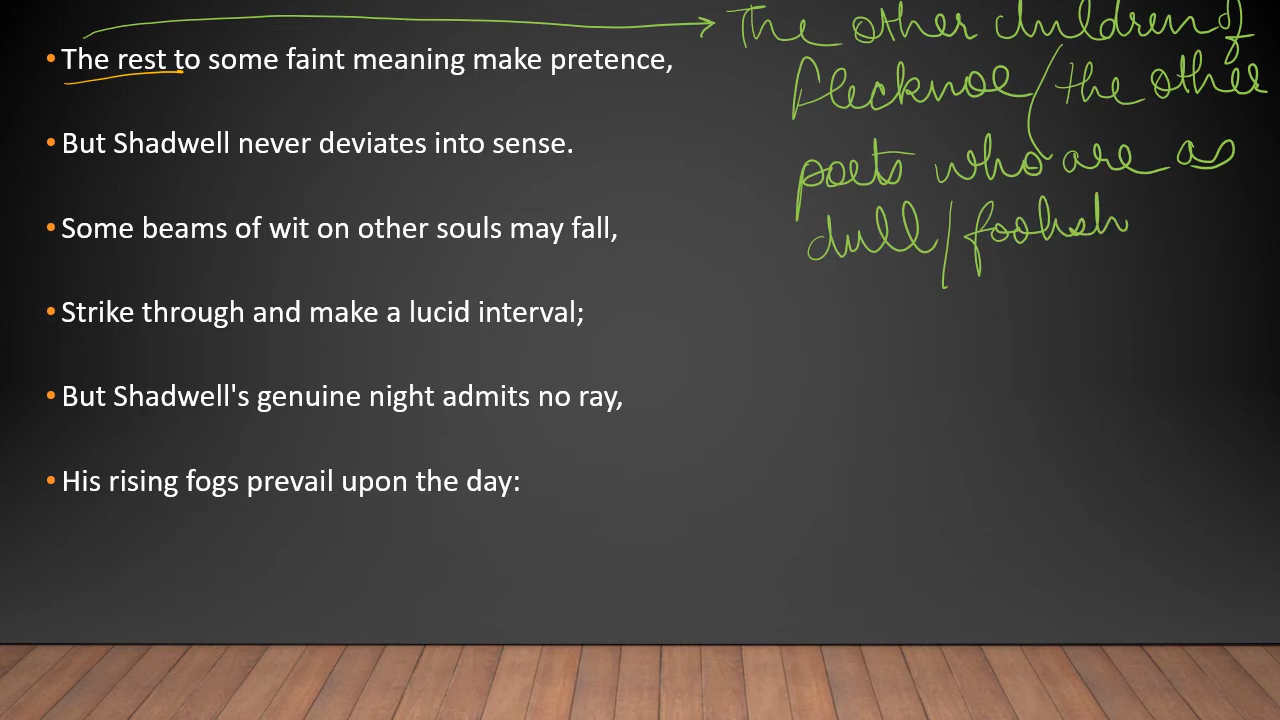 The other children of
Flecknoe/the other
poets who are as
dull/foolish
• The rest to some faint meaning make pretence,
• But Shadwell never deviates into sense.
• Some beams of wit on other souls may fall,
• Strike through and make a lucid interval;
• But Shadwell's genuine night admits no ray,
• His rising fogs prevail upon the day: